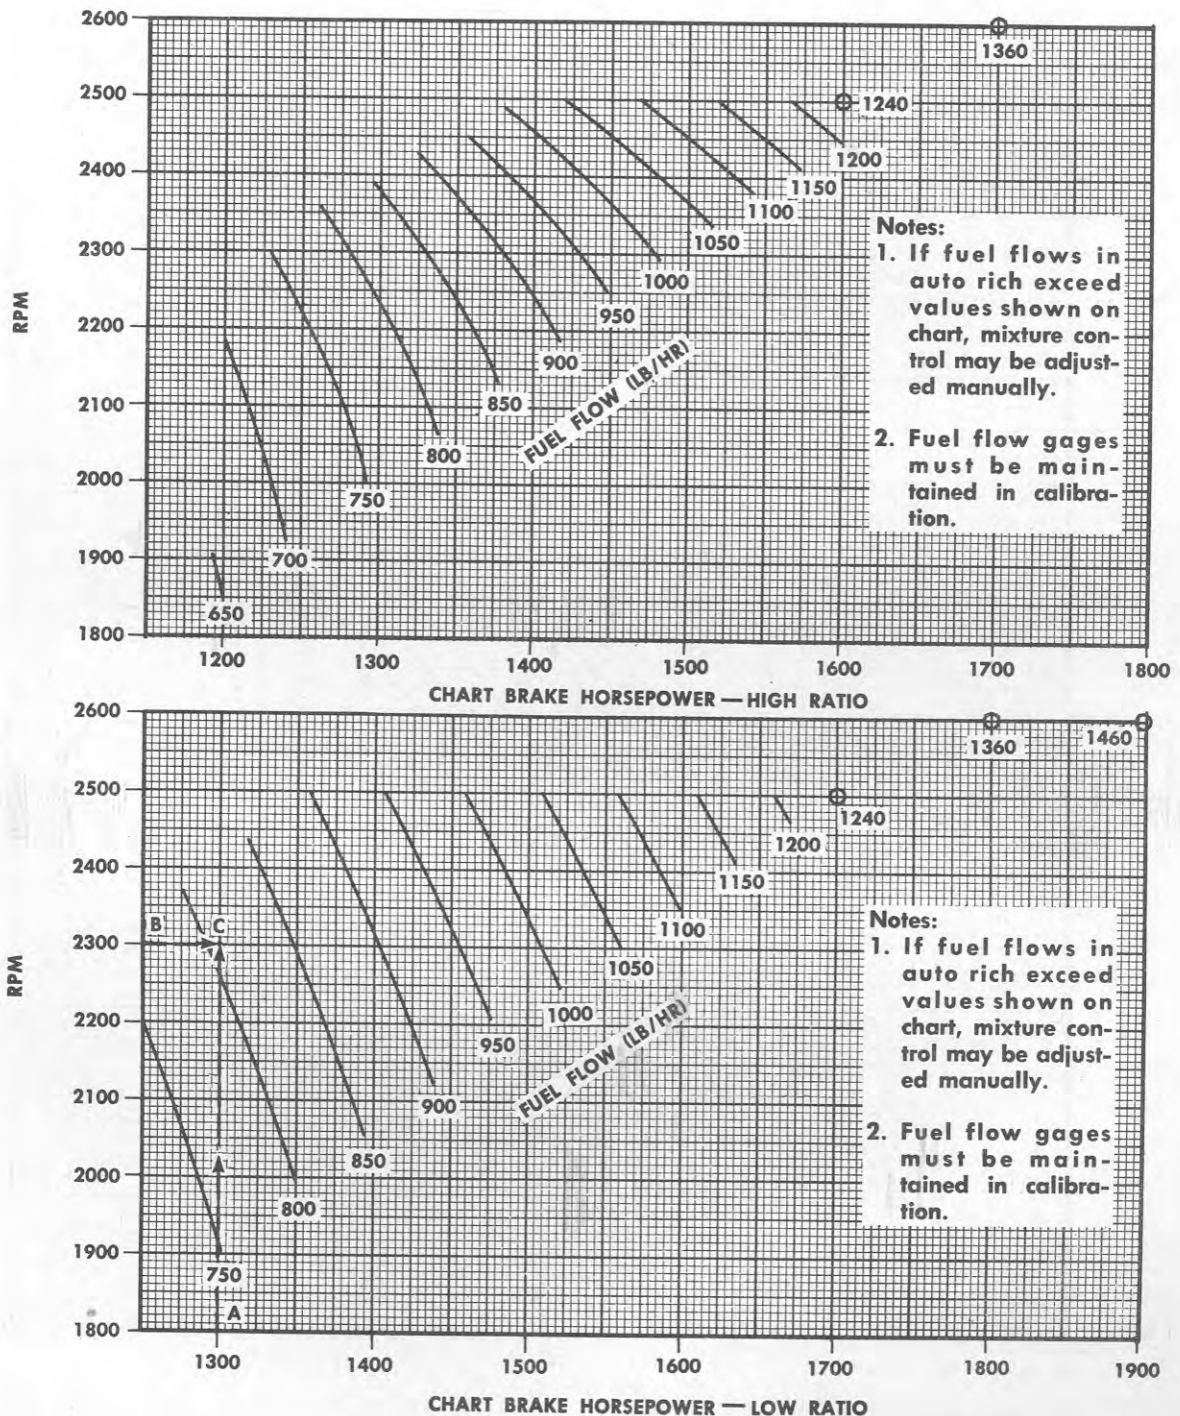 2600
1360
2500
1240
1200
2400
1150
1100
1050
2300
1000
950
2200
900
850
2100
800
2000
750
1900
700
650
1800
RPM
FUEL FLOW (LB/HR)
Notes:
1. If fuel flows in
auto rich exceed
values shown on
chart, mixture con-
trol may be adjust-
ed manually.
2. Fuel flow gages
must be main-
tained in calibra-
tion.
1200 1300 1400 1500 1600 1700 1800
CHART BRAKE HORSEPOWER — HIGH RATIO
2600
1360
1460
2500
1240
1200
2400
1150
1100
B C
2300
1050
1000
2200
950
2100
900
850
2000
800
1900
750
A
1800
RPM
FUEL FLOW (LB/HR)
Notes:
1. If fuel flows in
auto rich exceed
values shown on
chart, mixture con-
trol may be adjust-
ed manually.
2. Fuel flow gages
must be main-
tained in calibra-
tion.
1300 1400 1500 1600 1700 1800 1900
CHART BRAKE HORSEPOWER — LOW RATIO